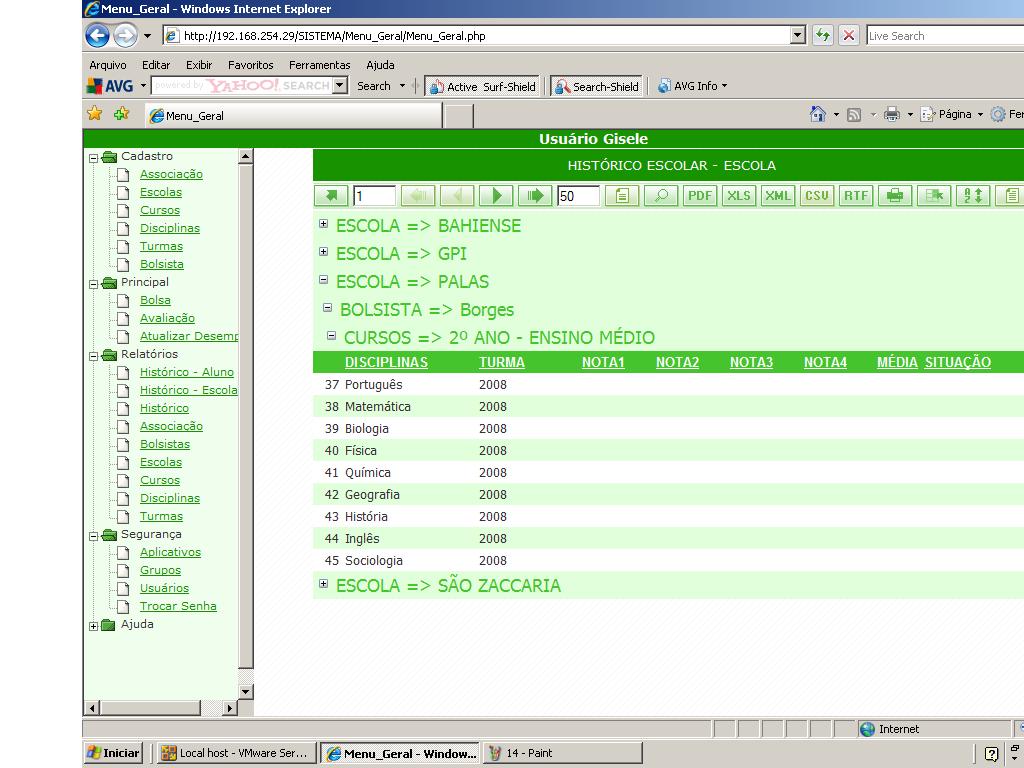 Menu_Geral - Windows Internet Explorer
http://192.168.254.29/SISTEMA/Menu_Geral/Menu_Geral.php
Live Search
Arquivo Editar Exibir Favoritos Ferramentas Ajuda
AVG powered by YAHOO! SEARCH Search Active Surf-Shield Search-Shield AVG Info
Menu_Geral Página Fer
Usuário Gisele
Cadastro
Associação
Escolas
Cursos
Disciplinas
Turmas
Bolsista
Principal
Bolsa
Avaliação
Atualizar Desemp
Relatórios
Histórico - Aluno
Histórico - Escola
Histórico
Associação
Bolsistas
Escolas
Cursos
Disciplinas
Turmas
Segurança
Aplicativos
Grupos
Usuários
Trocar Senha
Ajuda
HISTÓRICO ESCOLAR - ESCOLA
1 50 PDF XLS XML CSV RTF
ESCOLA => BAHIENSE
ESCOLA => GPI
ESCOLA => PALAS
BOLSISTA => Borges
CURSOS => 2º ANO - ENSINO MÉDIO
DISCIPLINAS TURMA NOTA1 NOTA2 NOTA3 NOTA4 MÉDIA SITUAÇÃO
37 Português 2008
38 Matemática 2008
39 Biologia 2008
40 Física 2008
41 Química 2008
42 Geografia 2008
43 História 2008
44 Inglês 2008
45 Sociologia 2008
ESCOLA => SÃO ZACCARIA
Internet
Iniciar Local host - VMware Ser... Menu_Geral - Window... 14 - Paint